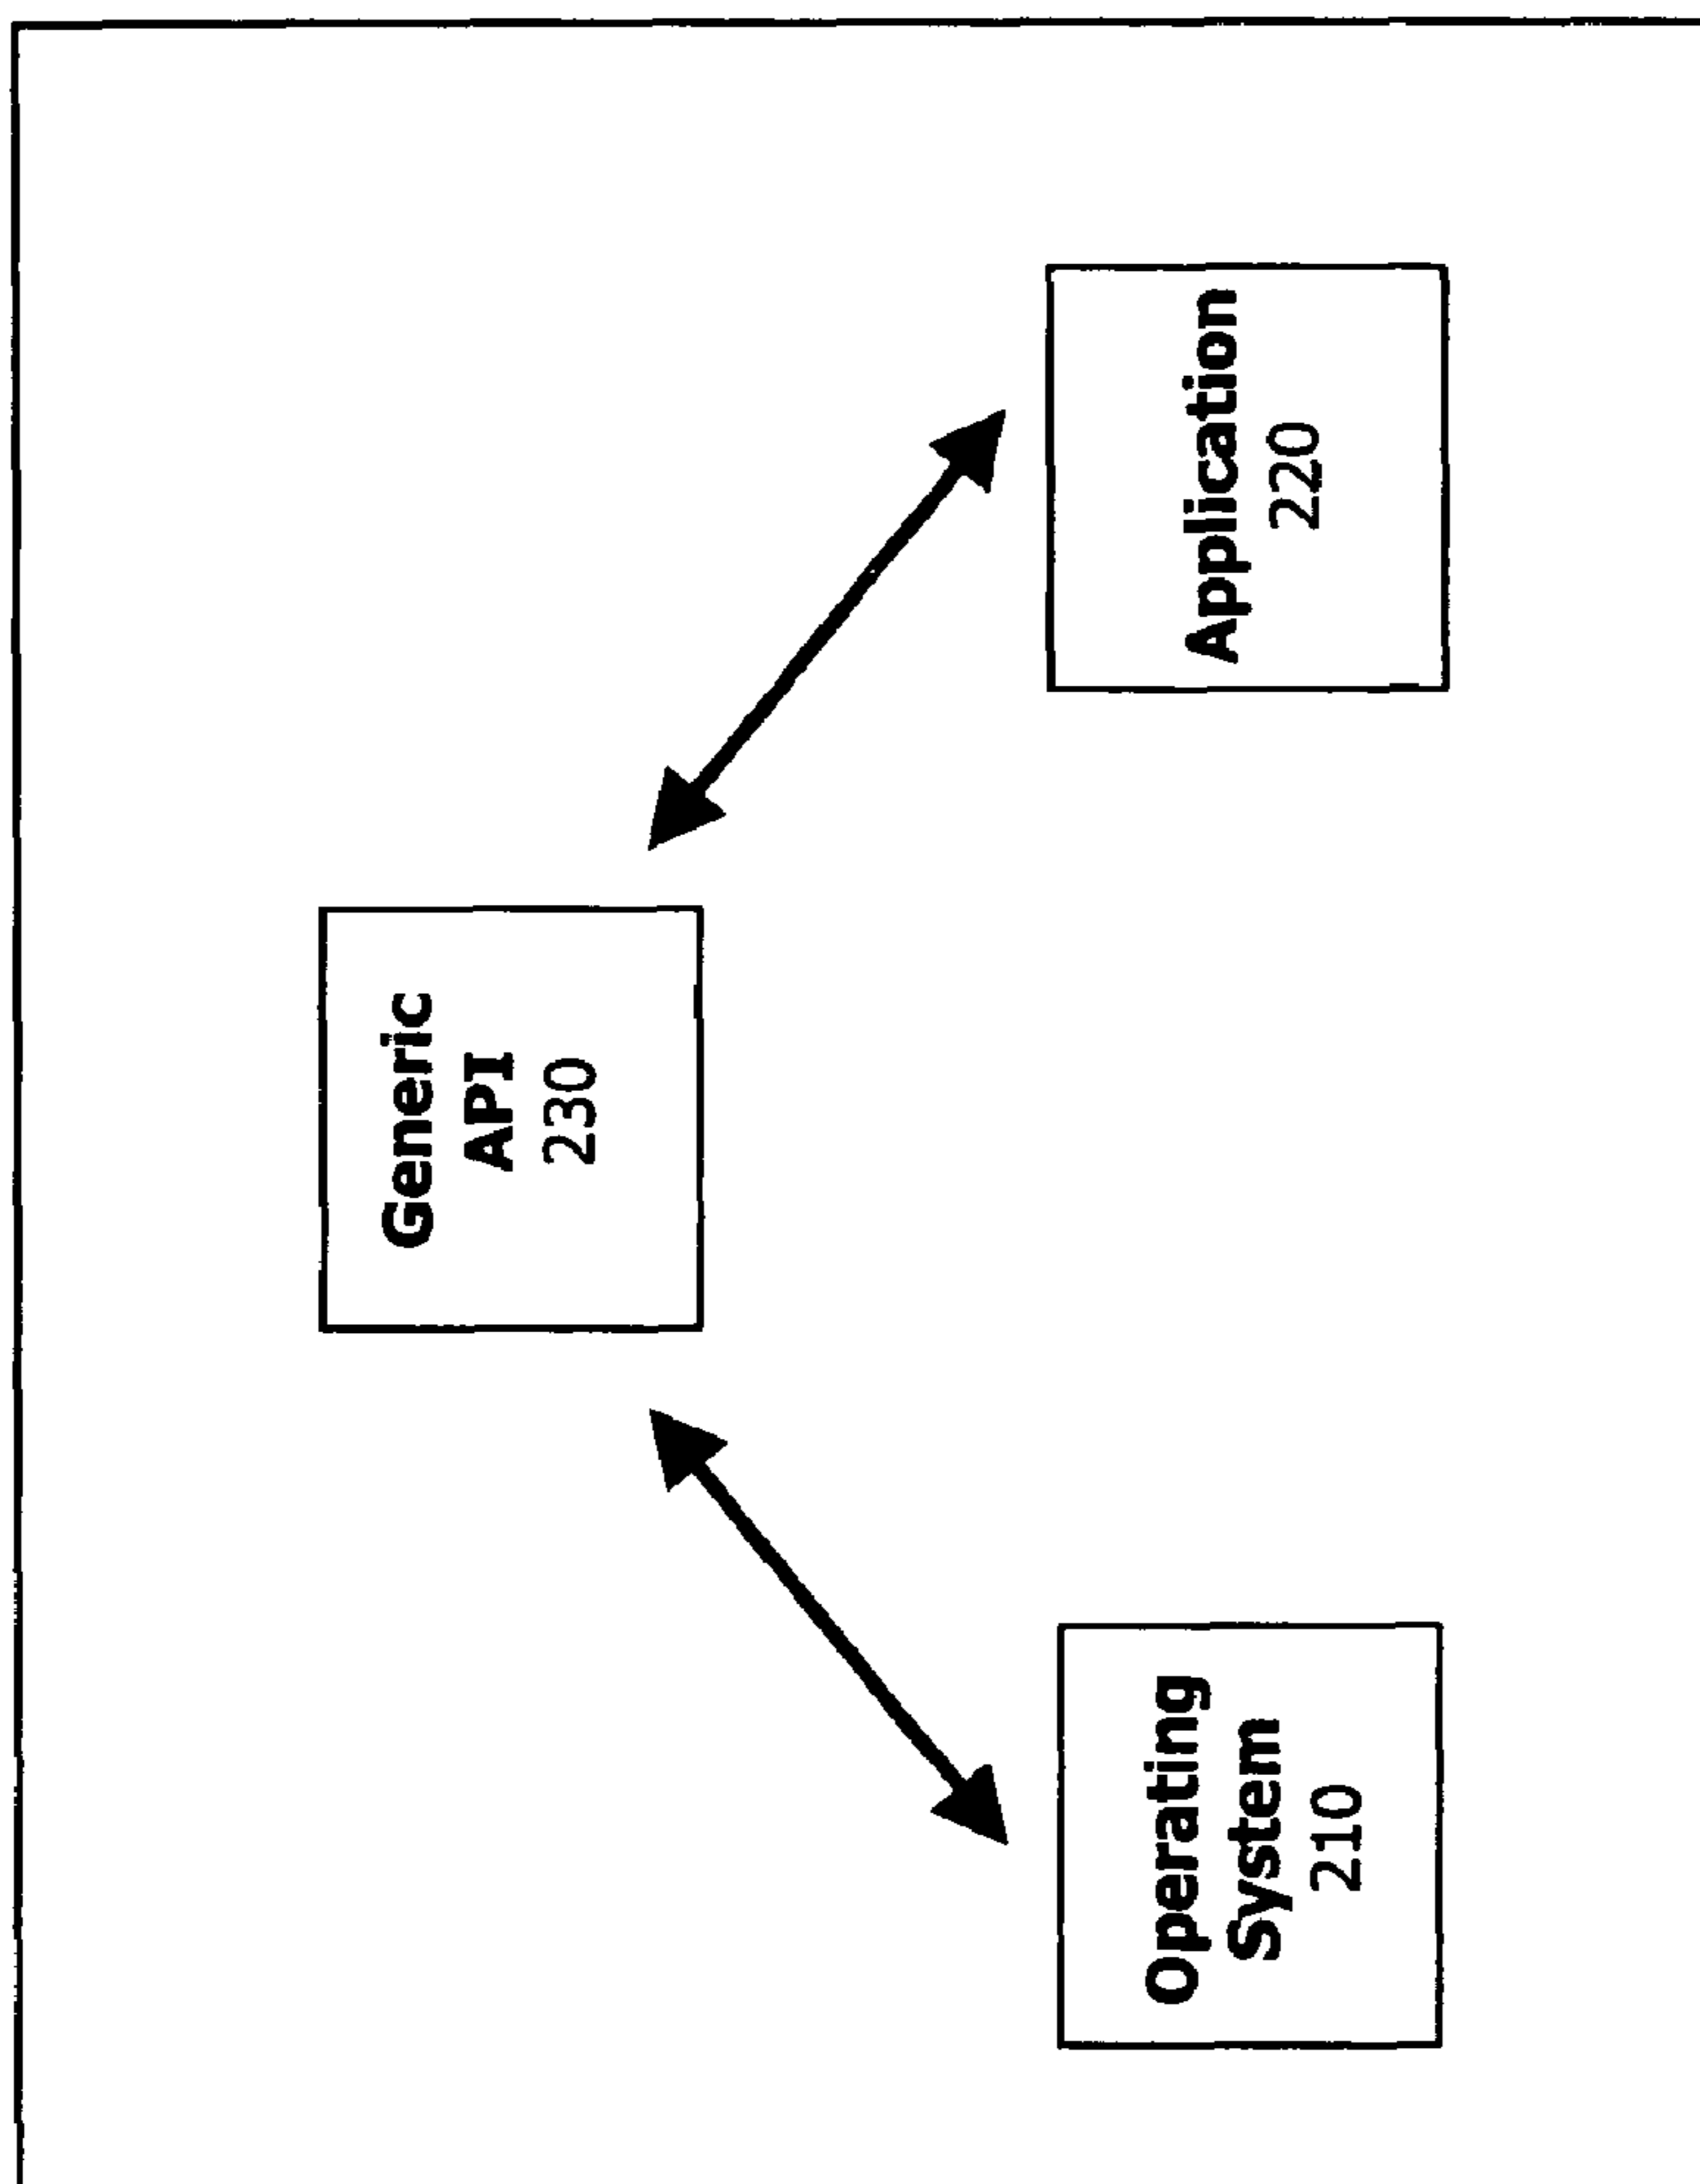 Generic
API
230
Operating
System
210
Application
220